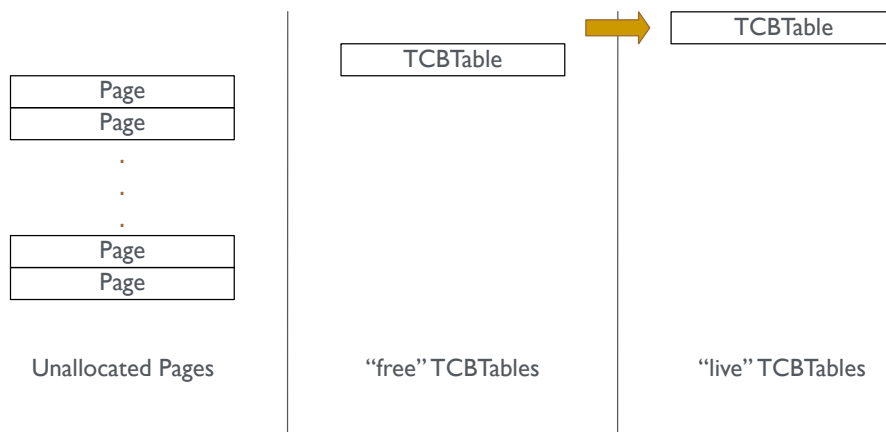 TCBTable
TCBTable
Page
Page
.
.
.
Page
Page
Unallocated Pages
“free” TCBTables
“live” TCBTables